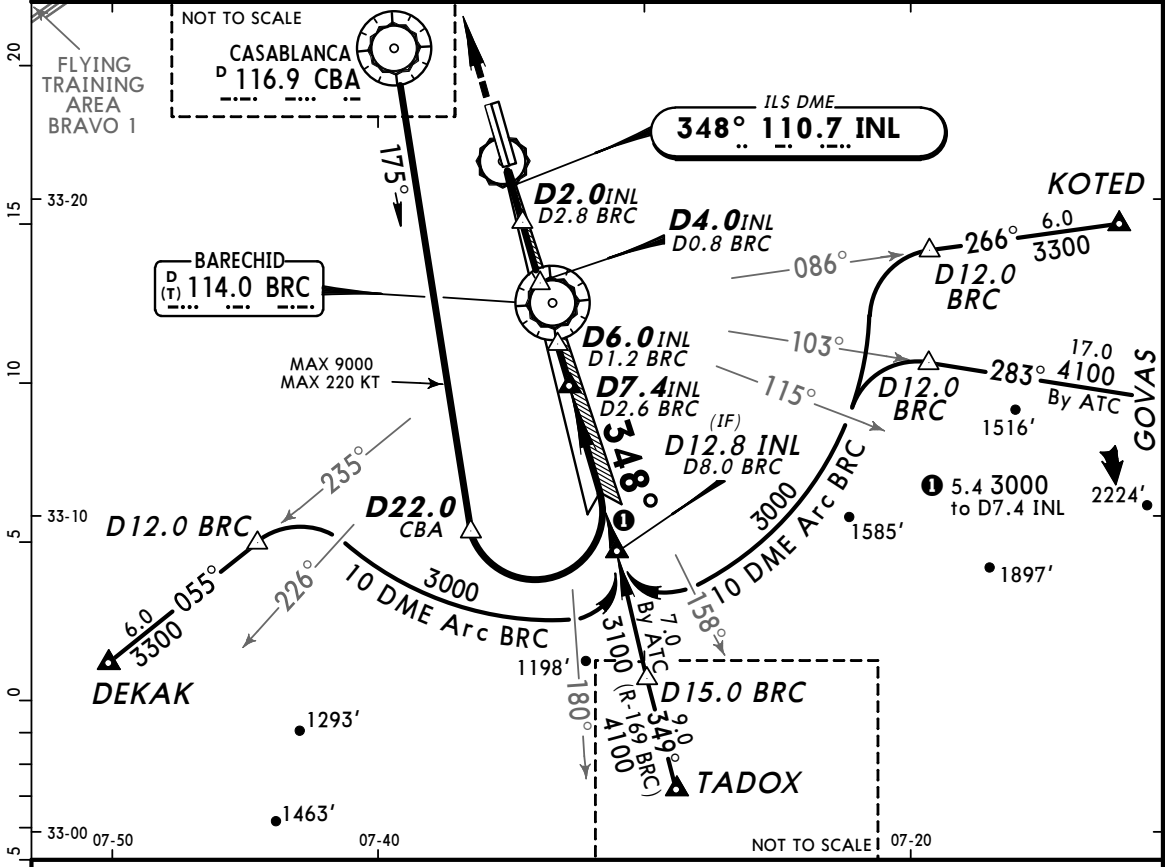 NOT TO SCALE
CASABLANCA
D 116.9 CBA
FLYING
TRAINING
AREA
BRAVO 1
20
15
10
5
0
5
175°
ILS DME
348° 110.7 INL
33-20
D2.0 INL
D2.8 BRC
D4.0 INL
D0.8 BRC
KOTED
6.0
266°
3300
086°
D12.0
BRC
BARECHID
D
(T) 114.0 BRC
D6.0 INL
D1.2 BRC
103°
17.0
283° 4100
By ATC
GOVAS
D12.0
BRC
MAX 9000
MAX 220 KT
D7.4 INL
D2.6 BRC
115°
1516'
348°
(IF)
D12.8 INL
D8.0 BRC
235°
D22.0
CBA
D12.0 BRC
33-10
1
3000
10 DME Arc BRC
1 5.4 3000
to D7.4 INL
2224'
1585'
1897'
226°
055°
6.0
3300
DEKAK
3000
10 DME Arc BRC
158°
7.0
By ATC
3100
1198'
180°
D15.0 BRC
9.0
349°
(R-169 BRC)
4100
TADOX
1293'
1463'
NOT TO SCALE
33-00
07-50
07-40
07-20